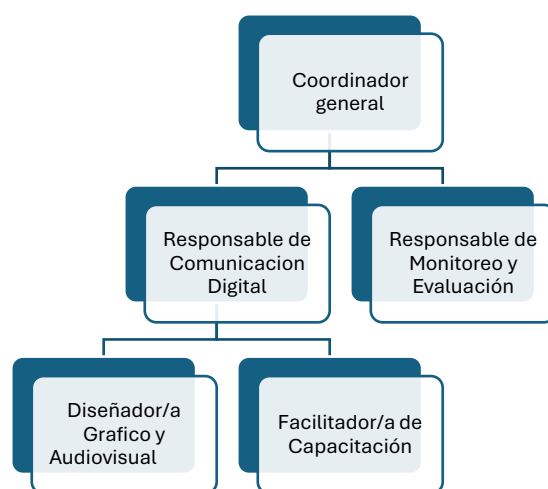 Coordinador
general
Responsable de
Comunicacion
Digital
Responsable de
Monitoreo y
Evaluación
Diseñador/a
Grafico y
Audiovisual
Facilitador/a de
Capacitación